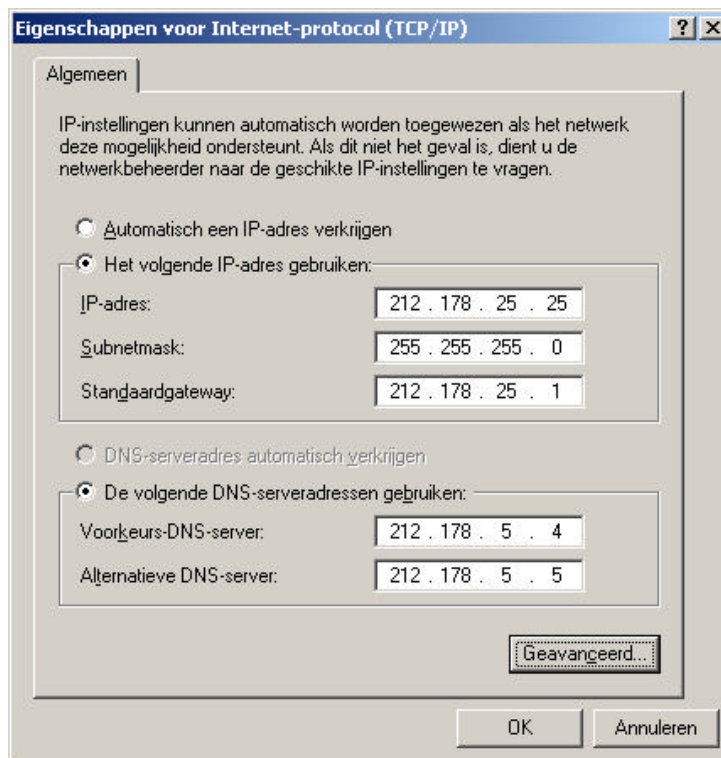 Eigenschappen voor Internet-protocol (TCP/IP)
Algemeen
IP-instellingen kunnen automatisch worden toegewezen als het netwerk
deze mogelijkheid ondersteunt. Als dit niet het geval is, dient u de
netwerkbeheerder naar de geschikte IP-instellingen te vragen.
Automatisch een IP-adres verkrijgen
Het volgende IP-adres gebruiken:
IP-adres: 212 . 178 . 25 . 25
Subnetmask: 255 . 255 . 255 . 0
Standaardgateway: 212 . 178 . 25 . 1
DNS-serveradres automatisch verkrijgen
De volgende DNS-serveradressen gebruiken:
Voorkeurs-DNS-server: 212 . 178 . 5 . 4
Alternatieve DNS-server: 212 . 178 . 5 . 5
Geavanceerd...
OK Annuleren